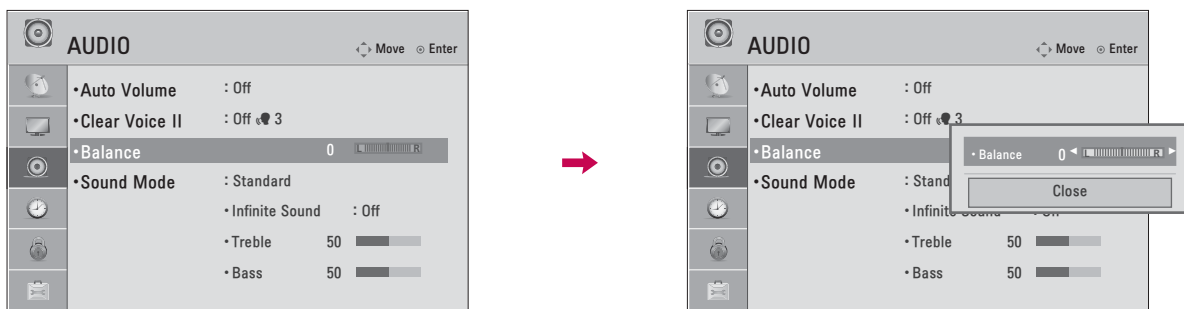 AUDIO
Move Enter
•Auto Volume : Off
•Clear Voice II : Off 3
•Balance 0 L R
•Sound Mode : Standard
•Infinite Sound : Off
•Treble 50
•Bass 50
AUDIO
Move Enter
•Auto Volume : Off
•Clear Voice II : Off 3
•Balance
•Sound Mode : Stand
•Treble 50
•Bass 50
•Balance 0 L R
Close